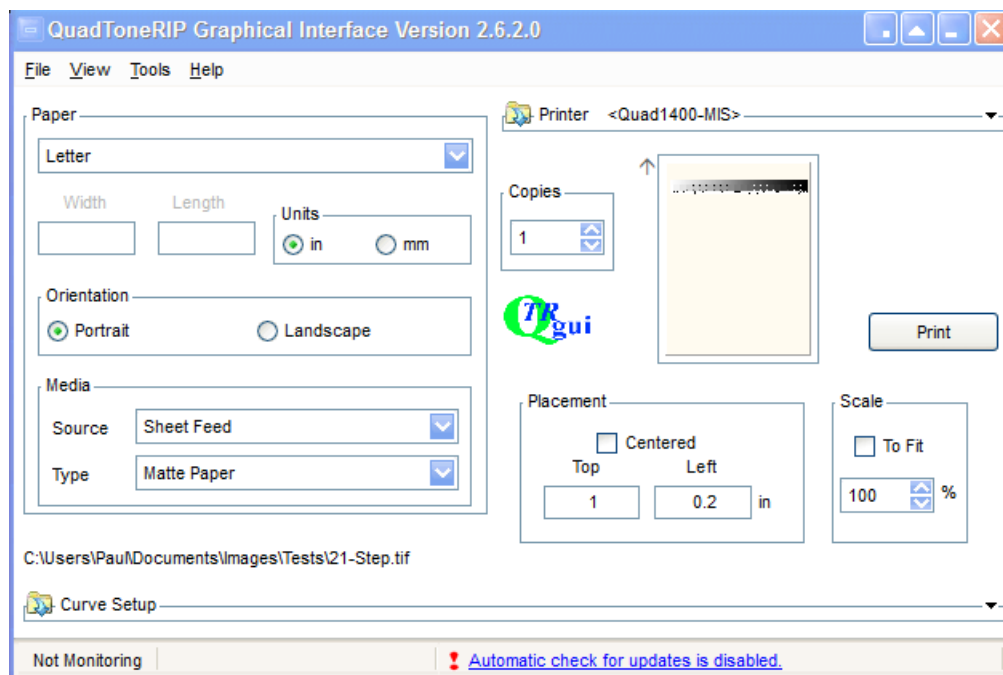 QuadToneRIP Graphical Interface Version 2.6.2.0
File View Tools Help
Paper
Letter
Width Length
Units
in mm
Orientation
Portrait Landscape
Media
Source Sheet Feed
Type Matte Paper
Printer <Quad1400-MIS>
Copies
1
QTR gui
Print
Placement
Centered
Top Left
1 0.2 in
Scale
To Fit
100 %
C:\Users\Paul\Documents\Images\Tests\21-Step.tif
Curve Setup
Not Monitoring
Automatic check for updates is disabled.